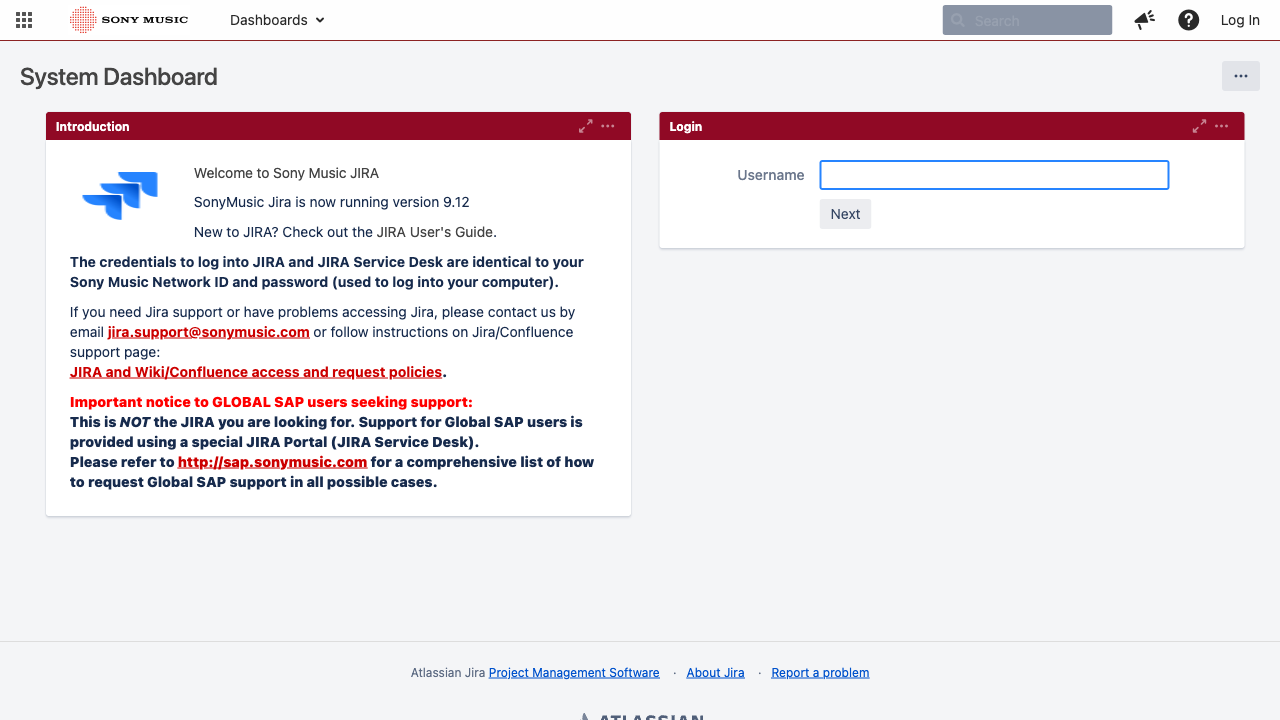 SONY MUSIC Dashboards Search Log In
System Dashboard
Introduction
Welcome to Sony Music JIRA
SonyMusic Jira is now running version 9.12
New to JIRA? Check out the JIRA User's Guide.
The credentials to log into JIRA and JIRA Service Desk are identical to your
Sony Music Network ID and password (used to log into your computer).
If you need Jira support or have problems accessing Jira, please contact us by
email jira.support@sonymusic.com or follow instructions on Jira/Confluence
support page:
JIRA and Wiki/Confluence access and request policies.
Important notice to GLOBAL SAP users seeking support:
This is NOT the JIRA you are looking for. Support for Global SAP users is
provided using a special JIRA Portal (JIRA Service Desk).
Please refer to http://sap.sonymusic.com for a comprehensive list of how
to request Global SAP support in all possible cases.
Login
Username
Next
Atlassian Jira Project Management Software · About Jira · Report a problem
ATLASSIAN